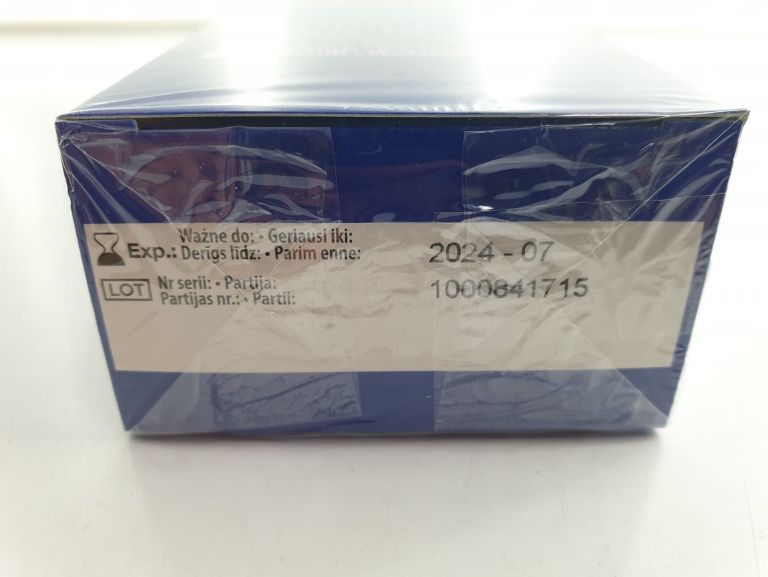 Exp.: Ważne do: • Geriausi iki:
Derīgs līdz: • Parim enne: 2024 - 07
LOT Nr serii: • Partija: 1000841715
Partijas nr.: • Partii: